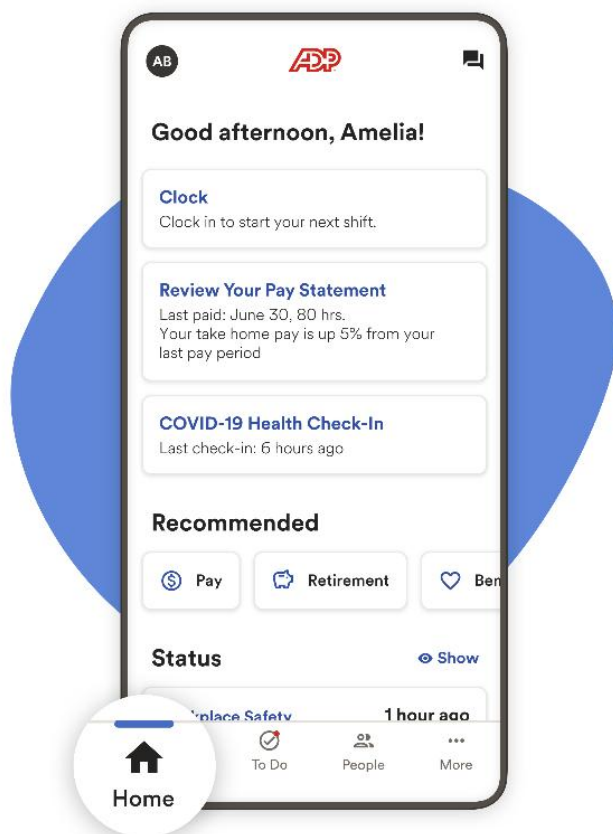 AB
ADP
Good afternoon, Amelia!
Clock
Clock in to start your next shift.
Review Your Pay Statement
Last paid: June 30, 80 hrs.
Your take home pay is up 5% from your
last pay period
COVID-19 Health Check-In
Last check-in: 6 hours ago
Recommended
Pay Retirement
Status Show
Safety 1 hour ago
Home To Do People More